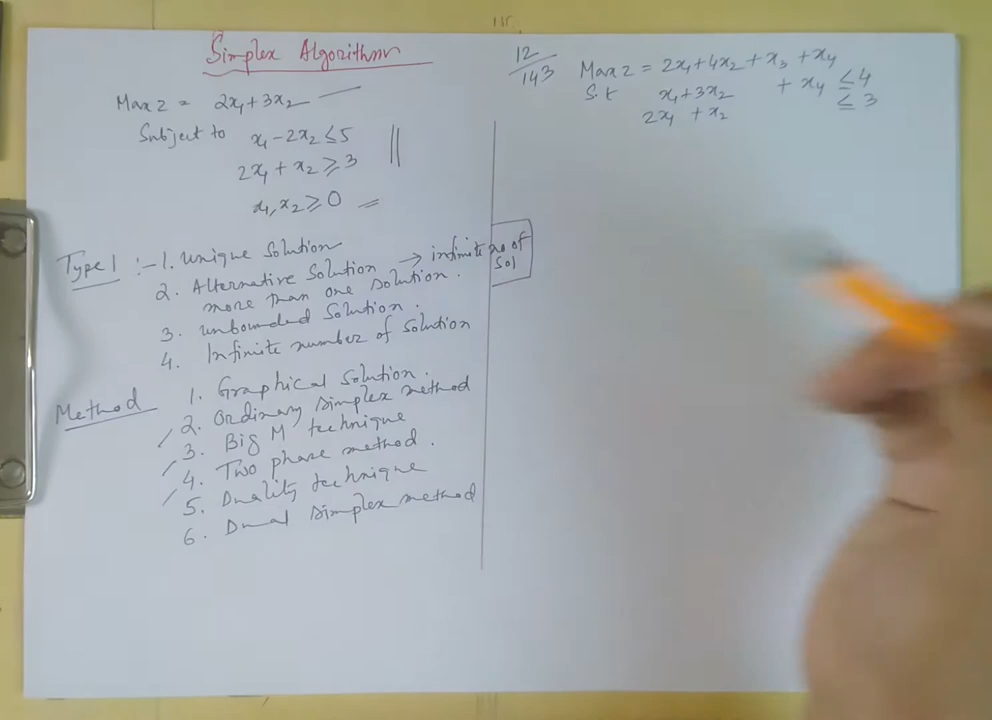 Simplex Algorithm
Max z = 2x₁+3x₂
Subject to x₁-2x₂ ≤ 5
2x₁+x₂ ≥ 3
x₁, x₂ ≥ 0
Type 1 :- 1. Unique Solution
2. Alternative Solution → infinite no of sol
more than one solution.
3. unbounded Solution.
4. Infinite number of Solution
Method 1. Graphical Solution.
2. Ordinary Simplex method
3. Big M technique
4. Two phase method.
5. Duality technique
6. Dual simplex method
12/143
Max z = 2x₁+4x₂+x₃+x₄
S.t x₁+3x₂ + x₄ ≤ 4
2x₁ + x₂ ≤ 3